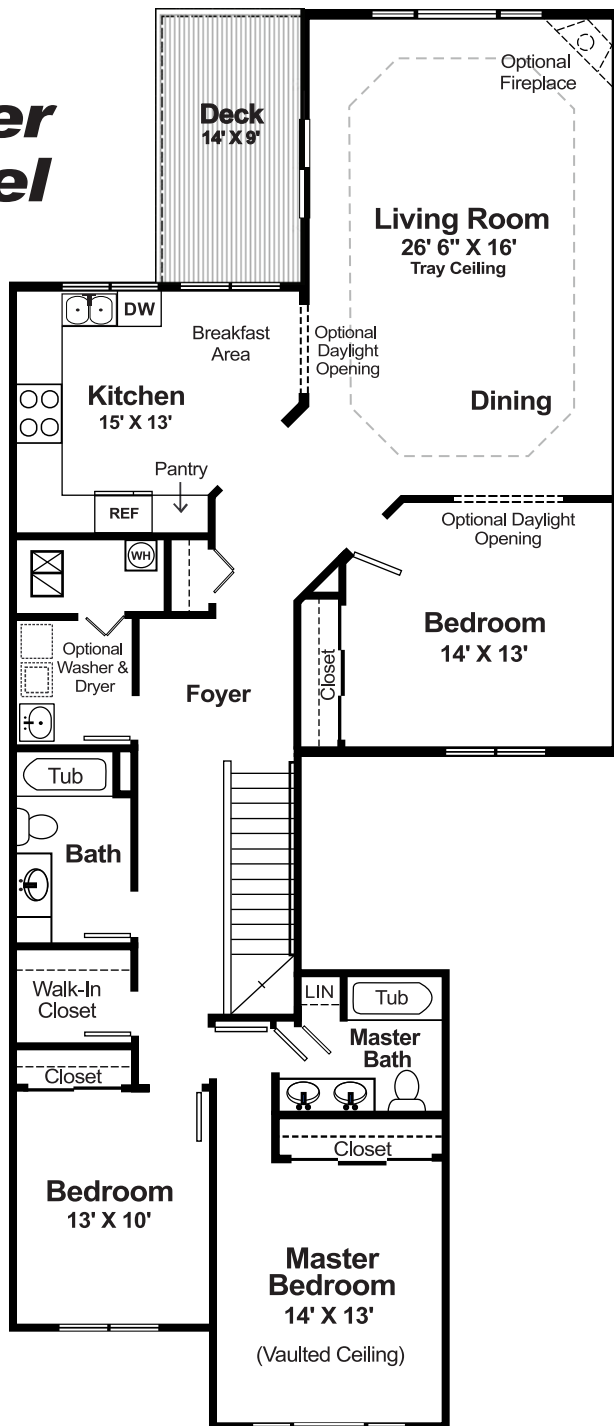 er
el
Deck
14' X 9'
Optional
Fireplace
Living Room
26' 6" X 16'
Tray Ceiling
DW
Breakfast
Area
Optional
Daylight
Opening
Kitchen
15' X 13'
Dining
Pantry
REF
Optional Daylight
Opening
WH
Bedroom
14' X 13'
Optional
Washer &
Dryer
Closet
Foyer
Tub
Bath
Walk-In
Closet
LIN
Tub
Master
Bath
Closet
Closet
Bedroom
13' X 10'
Master
Bedroom
14' X 13'
(Vaulted Ceiling)